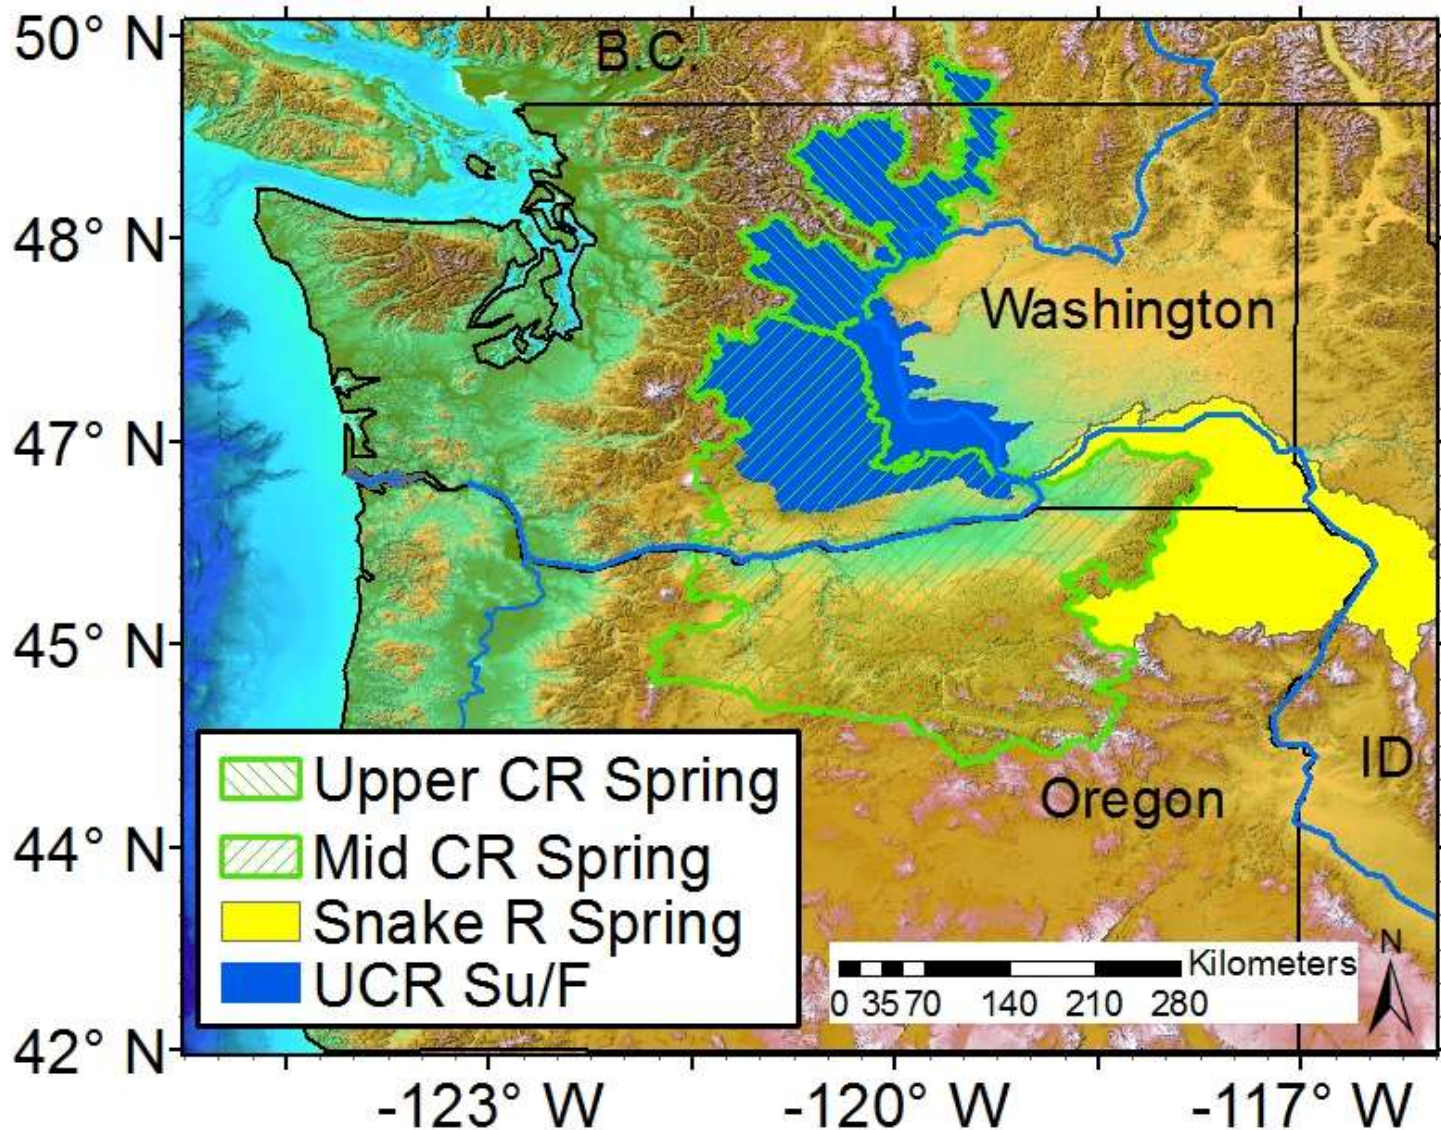 50° N
B.C.
48° N
Washington
47° N
45° N
ID
Oregon
Upper CR Spring
44° N
Mid CR Spring
Snake R Spring
N
Kilometers
UCR Su/F
0 35 70 140 210 280
42° N
-123° W -120° W -117° W